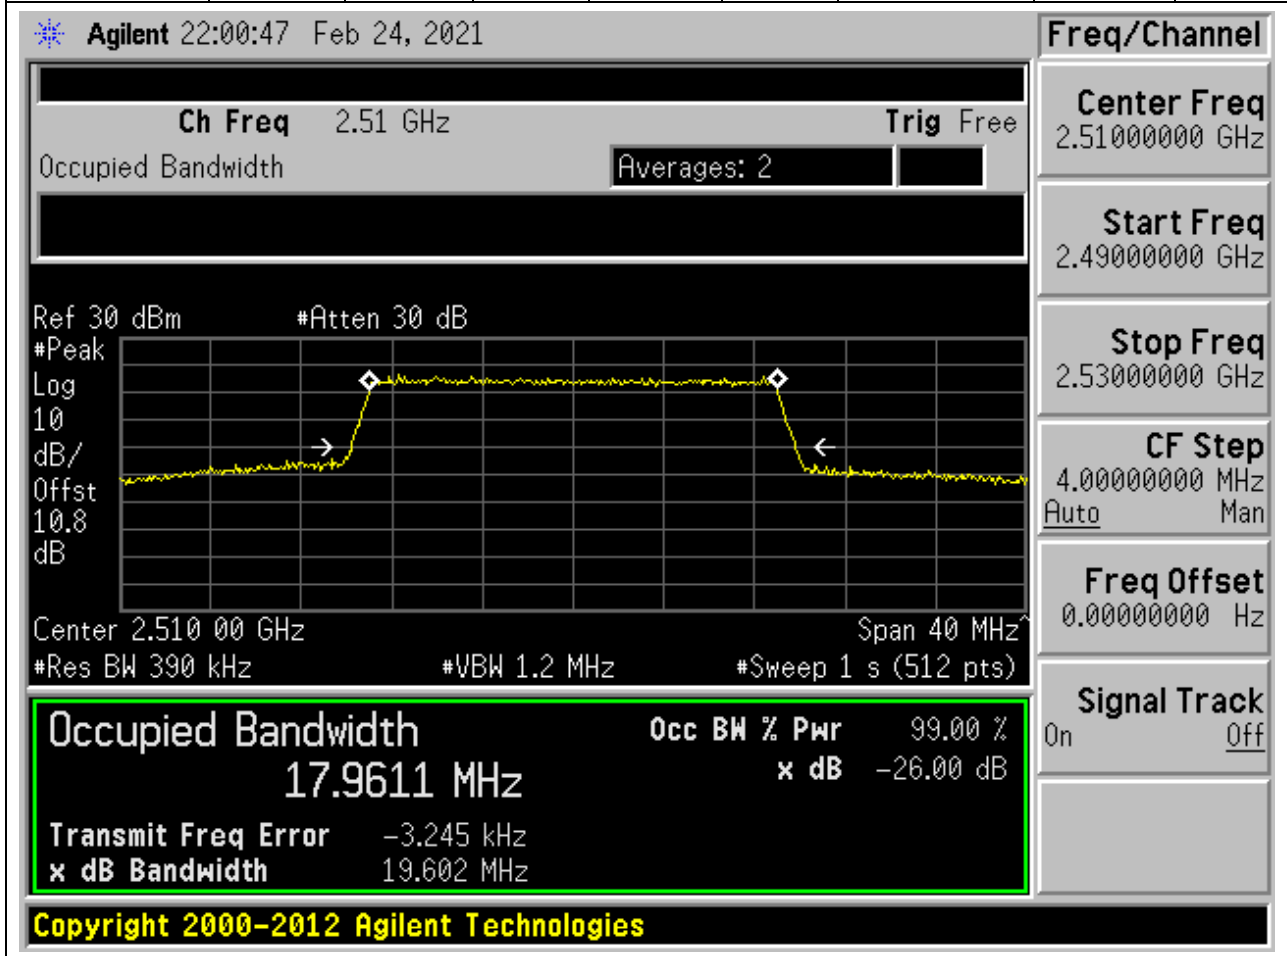 Agilent 22:00:47 Feb 24, 2021
Freq/Channel
Ch Freq 2.51 GHz Trig Free
Occupied Bandwidth Averages: 2
Center Freq
2.51000000 GHz
Start Freq
2.49000000 GHz
Stop Freq
2.53000000 GHz
CF Step
4.00000000 MHz
Auto Man
Freq Offset
0.00000000 Hz
Signal Track
On Off
Ref 30 dBm #Atten 30 dB
#Peak
Log
10
dB/
Offst
10.8
dB
Center 2.510 00 GHz Span 40 MHz^
#Res BW 390 kHz #VBW 1.2 MHz #Sweep 1 s (512 pts)
Occupied Bandwidth Occ BW % Pwr 99.00 %
17.9611 MHz x dB -26.00 dB
Transmit Freq Error -3.245 kHz
x dB Bandwidth 19.602 MHz
Copyright 2000-2012 Agilent Technologies